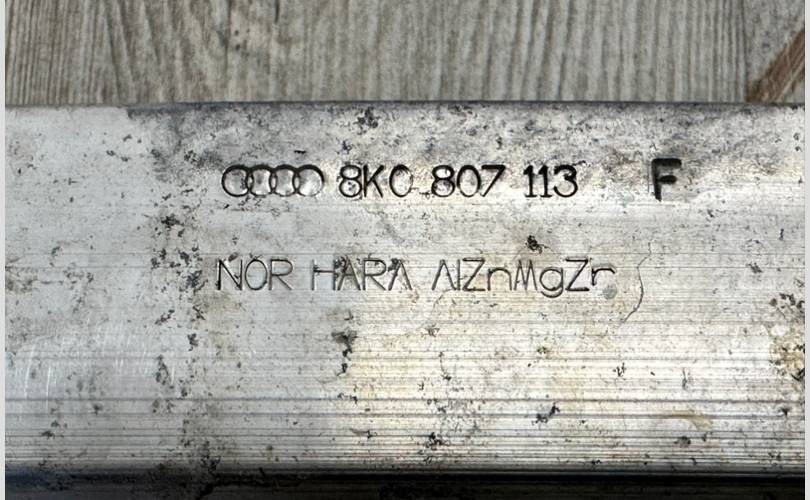 8K0 807 113 F
NOR HARA AlZnMgZr